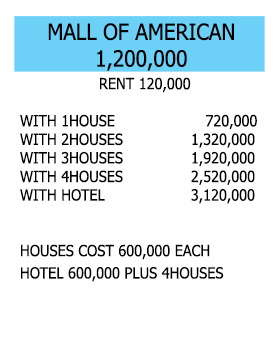 MALL OF AMERICAN
1,200,000
RENT 120,000
WITH 1HOUSE 720,000
WITH 2HOUSES 1,320,000
WITH 3HOUSES 1,920,000
WITH 4HOUSES 2,520,000
WITH HOTEL 3,120,000
HOUSES COST 600,000 EACH
HOTEL 600,000 PLUS 4HOUSES